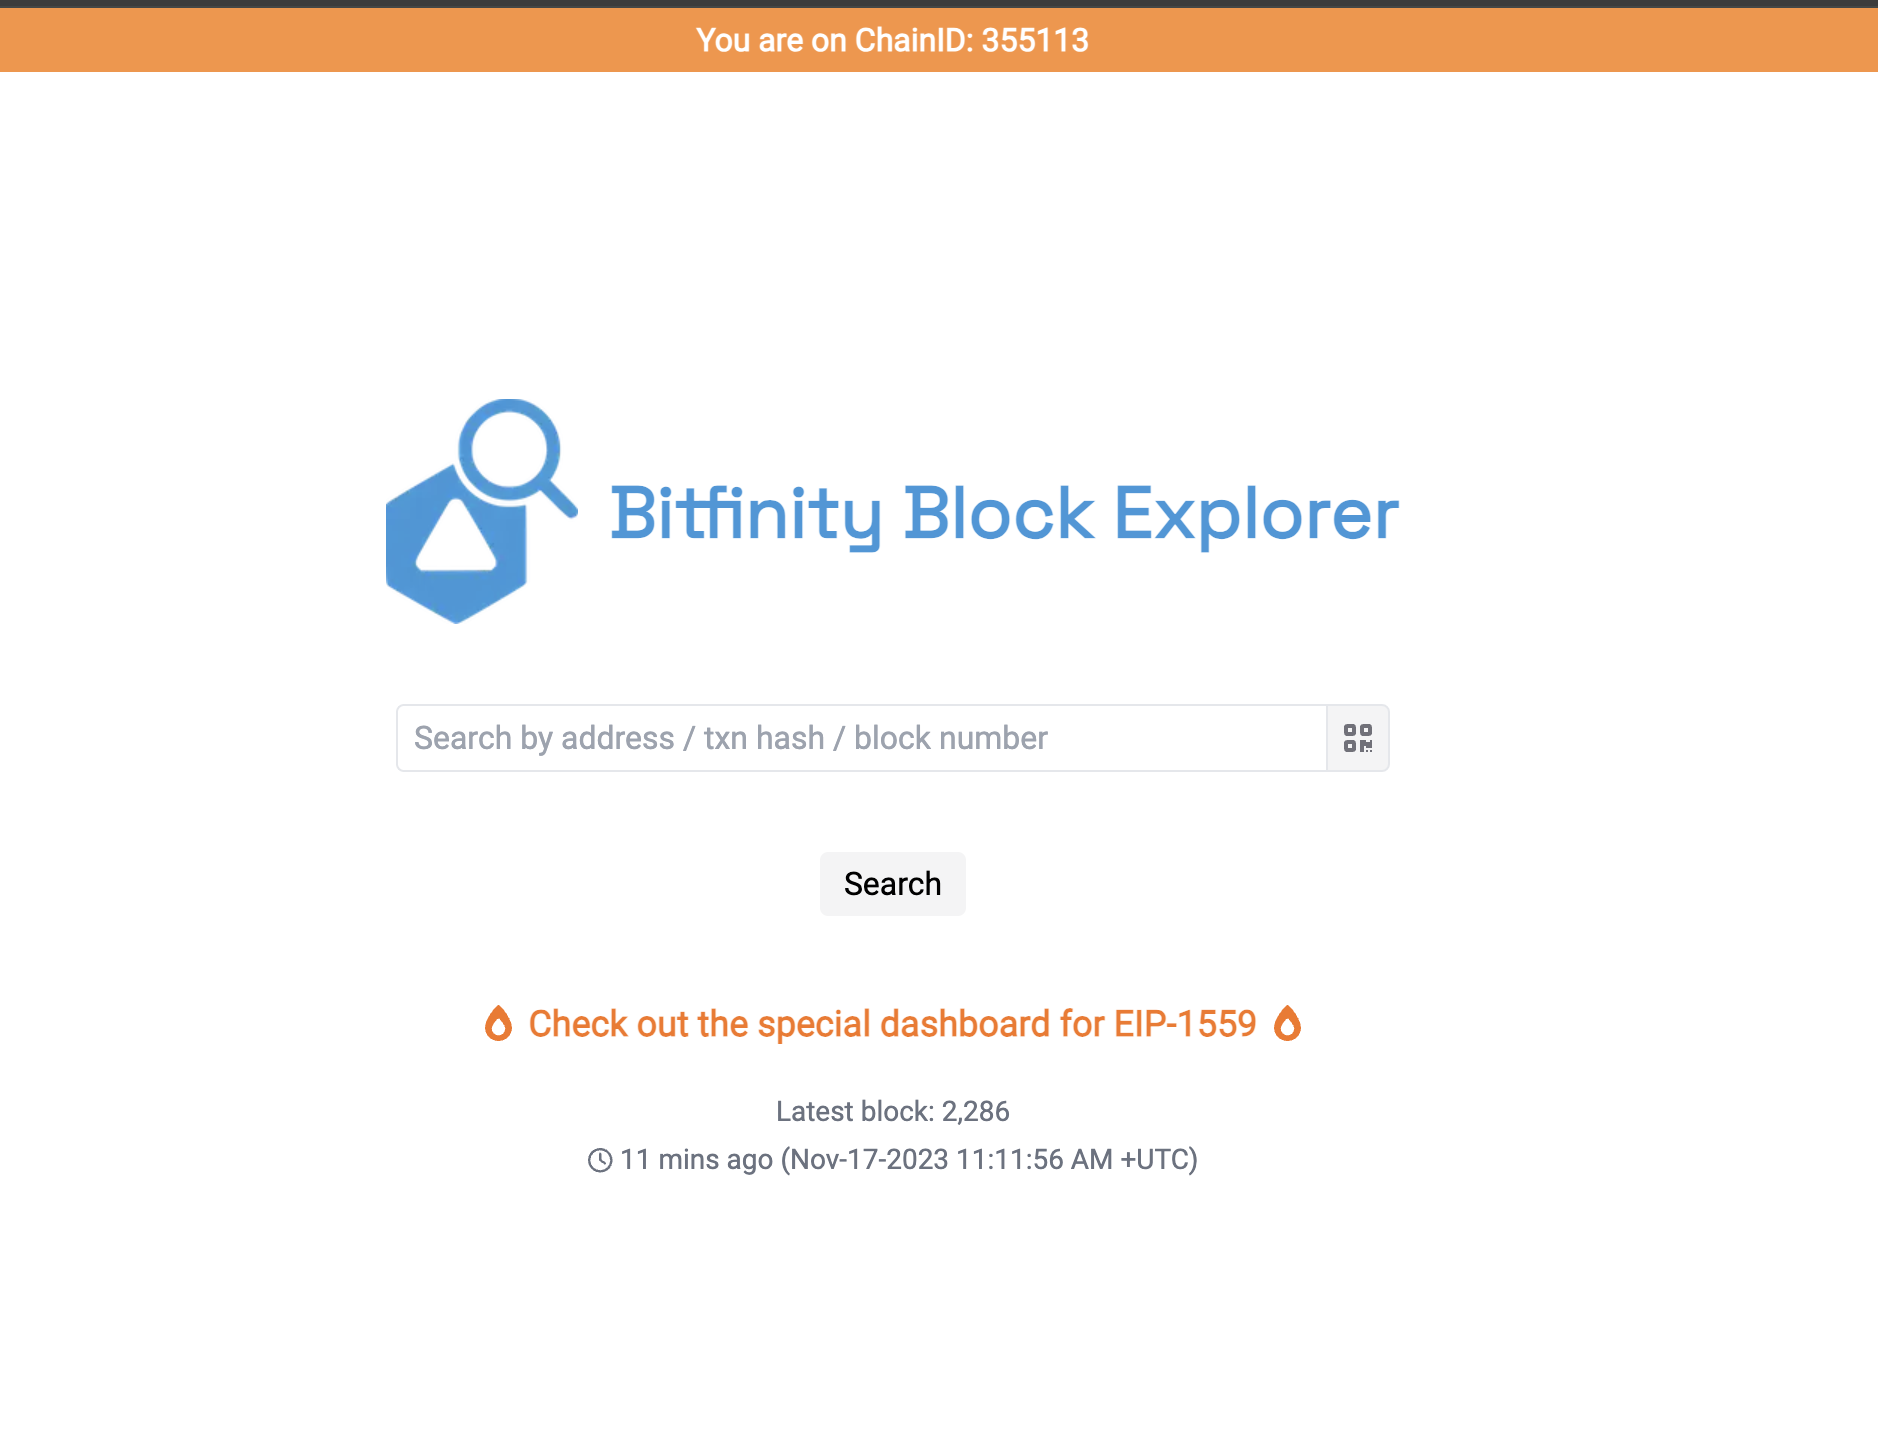 You are on ChainID: 355113
Bitfinity Block Explorer
Search by address / txn hash / block number
Search
Check out the special dashboard for EIP-1559
Latest block: 2,286
11 mins ago (Nov-17-2023 11:11:56 AM +UTC)